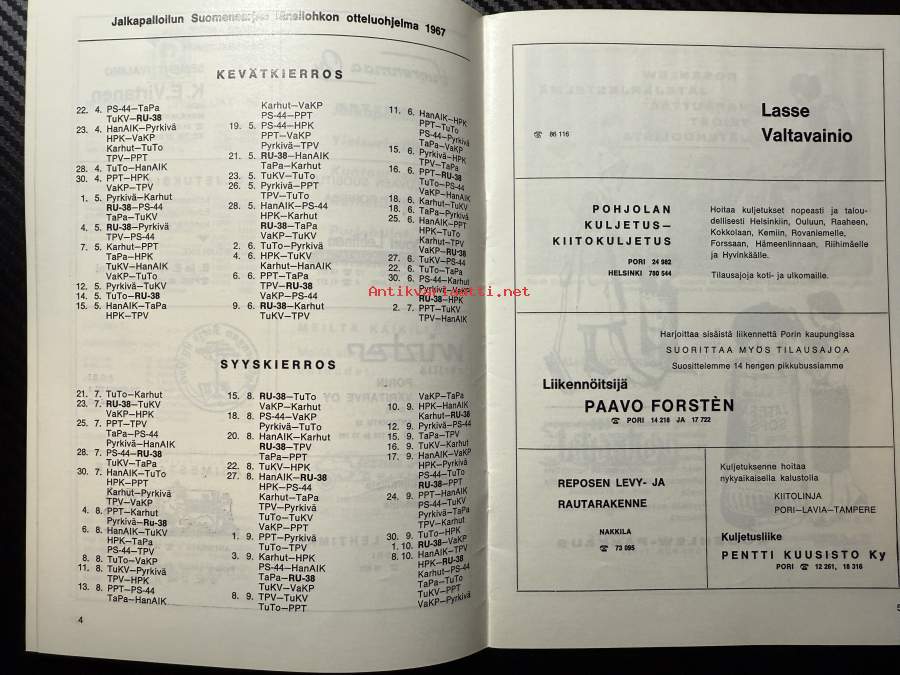 Jalkapalloilun Suomensarjan länsilohkon otteluohjelma 1967
KEVÄTKIERROS
22. 4. PS-44—TaPa
TuKV—RU-38
23. 4. HanAIK—Pyrkivä
HPK—VaKP
Karhut—TuTo
TPV—PPT
28. 4. TuTo—HanAIK
30. 4. PPT—HPK
VaKP—TPV
1. 5. Pyrkivä—Karhut
RU-38—PS-44
TaPa—TuKV
4. 5. RU-38—Pyrkivä
TPV—PS-44
7. 5. Karhut—PPT
TaPa—HPK
TuKV—HanAIK
VaKP—TuTo
12. 5. Pyrkivä—TuKV
14. 5. TuTo—RU-38
15. 5. HanAIK—TaPa
HPK—TPV
Karhut—VaKP
PS-44—PPT
19. 5. PS-44—HPK
PPT—VaKP
Pyrkivä—TPV
21. 5. RU-38—HanAIK
TaPa—Karhut
23. 5. TuKV—TuTo
26. 5. Pyrkivä—PPT
TPV—TuTo
28. 5. HanAIK—PS-44
HPK—Karhut
RU-38—TaPa
VaKP—TuKV
2. 6. TuTo—Pyrkivä
4. 6. HPK—TuKV
Karhut—HanAIK
6. 6. PPT—TaPa
TPV—RU-38
VaKP—PS-44
9. 6. RU-38—Karhut
TuKV—TPV
11. 6. HanAIK—HPK
PPT—TuTo
PS-44—Pyrkivä
TaPa—VaKP
15. 6. Pyrkivä—HPK
TPV—TaPa
16. 6. PPT—RU-38
TuTo—PS-44
VaKP—HanAIK
18. 6. Karhut—TuKV
18. 6. TaPa—Pyrkivä
25. 6. HanAIK—PPT
HPK—TuTo
Karhut—TPV
VaKP—RU-38
27. 6. TuKV—PS-44
22. 6. TuTo—TaPa
30. 6. PS-44—Karhut
Pyrkivä—VaKP
RU-38—HPK
2. 7. PPT—TuKV
TPV—HanAIK
Antikvariaatti.net
SYYSKIERROS
21. 7. TuTo—Karhut
23. 7. RU-38—TuKV
VaKP—HPK
25. 7. PPT—TPV
TaPa—PS-44
Pyrkivä—HanAIK
28. 7. PS-44—RU-38
TuKV—TaPa
30. 7. HanAIK—TuTo
HPK—PPT
Karhut—Pyrkivä
TPV—VaKP
4. 8. PPT—Karhut
Pyrkivä—Ru-38
6. 8. HanAIK—TuKV
HPK—TaPa
PS-44—TPV
8. 8. TuTo—VaKP
11. 8. TuKV—Pyrkivä
TPV—HPK
13. 8. PPT—PS-44
TaPa—HanAIK
15. 8. RU-38—TuTo
VaKP—Karhut
18. 8. PS-44—VaKP
Pyrkivä—TuTo
20. 8. HanAIK—Karhut
RU-38—TPV
TaPa—PPT
22. 8. TuKV—HPK
27. 8. HanAIK—RU-38
HPK—PS-44
Karhut—TaPa
TPV—Pyrkivä
TuTo—TuKV
VaKP—PPT
1. 9. PPT—Pyrkivä
TuTo—TPV
3. 9. Karhut—HPK
PS-44—HanAIK
TaPa—RU-38
TuKV—VaKP
8. 9. TPV—TuKV
TuTo—PPT
VaKP—TaPa
10. 9. HPK—HanAIK
Karhut—RU-38
12. 9. Pyrkivä—PS-44
15. 9. TaPa—TPV
16. 9. TuKV—Karhut
17. 9. HanAIK—VaKP
HPK—Pyrkivä
PS-44—TuTo
RU-38—PPT
24. 9. PPT—HanAIK
PS-44—TuKV
Pyrkivä—TaPa
TPV—Karhut
30. 9. TuTo—HPK
1. 10. RU-38—VaKP
8. 10. HanAIK—TPV
HPK—RU-38
Karhut—PS-44
TaPa—TuTo
TuKV—PPT
VaKP—Pyrkivä
4
Lasse
Valtavainio
☎ 86 116
POHJOLAN
KULJETUS—
KIITOKULJETUS
PORI 24 982
HELSINKI 780 544
Hoitaa kuljetukset nopeasti ja talou-
dellisesti Helsinkiin, Ouluun, Raaheen,
Kokkolaan, Kemiin, Rovaniemelle,
Forssaan, Hämeenlinnaan, Riihimäelle
ja Hyvinkäälle.
Tilausajoja koti- ja ulkomaille.
Harjoittaa sisäistä liikennettä Porin kaupungissa
SUORITTAA MYÖS TILAUSAJOA
Suosittelemme 14 hengen pikkubussiamme
Liikennöitsijä
PAAVO FORSTÈN
☎ PORI 14 218 JA 17 722
REPOSEN LEVY- JA
RAUTARAKENNE
NAKKILA
☎ 73 095
Kuljetuksenne hoitaa
nykyaikaisella kalustolla
KIITOLINJA
PORI—LAVIA—TAMPERE
Kuljetusliike
PENTTI KUUSISTO Ky
PORI ☎ 12 261, 18 316
5